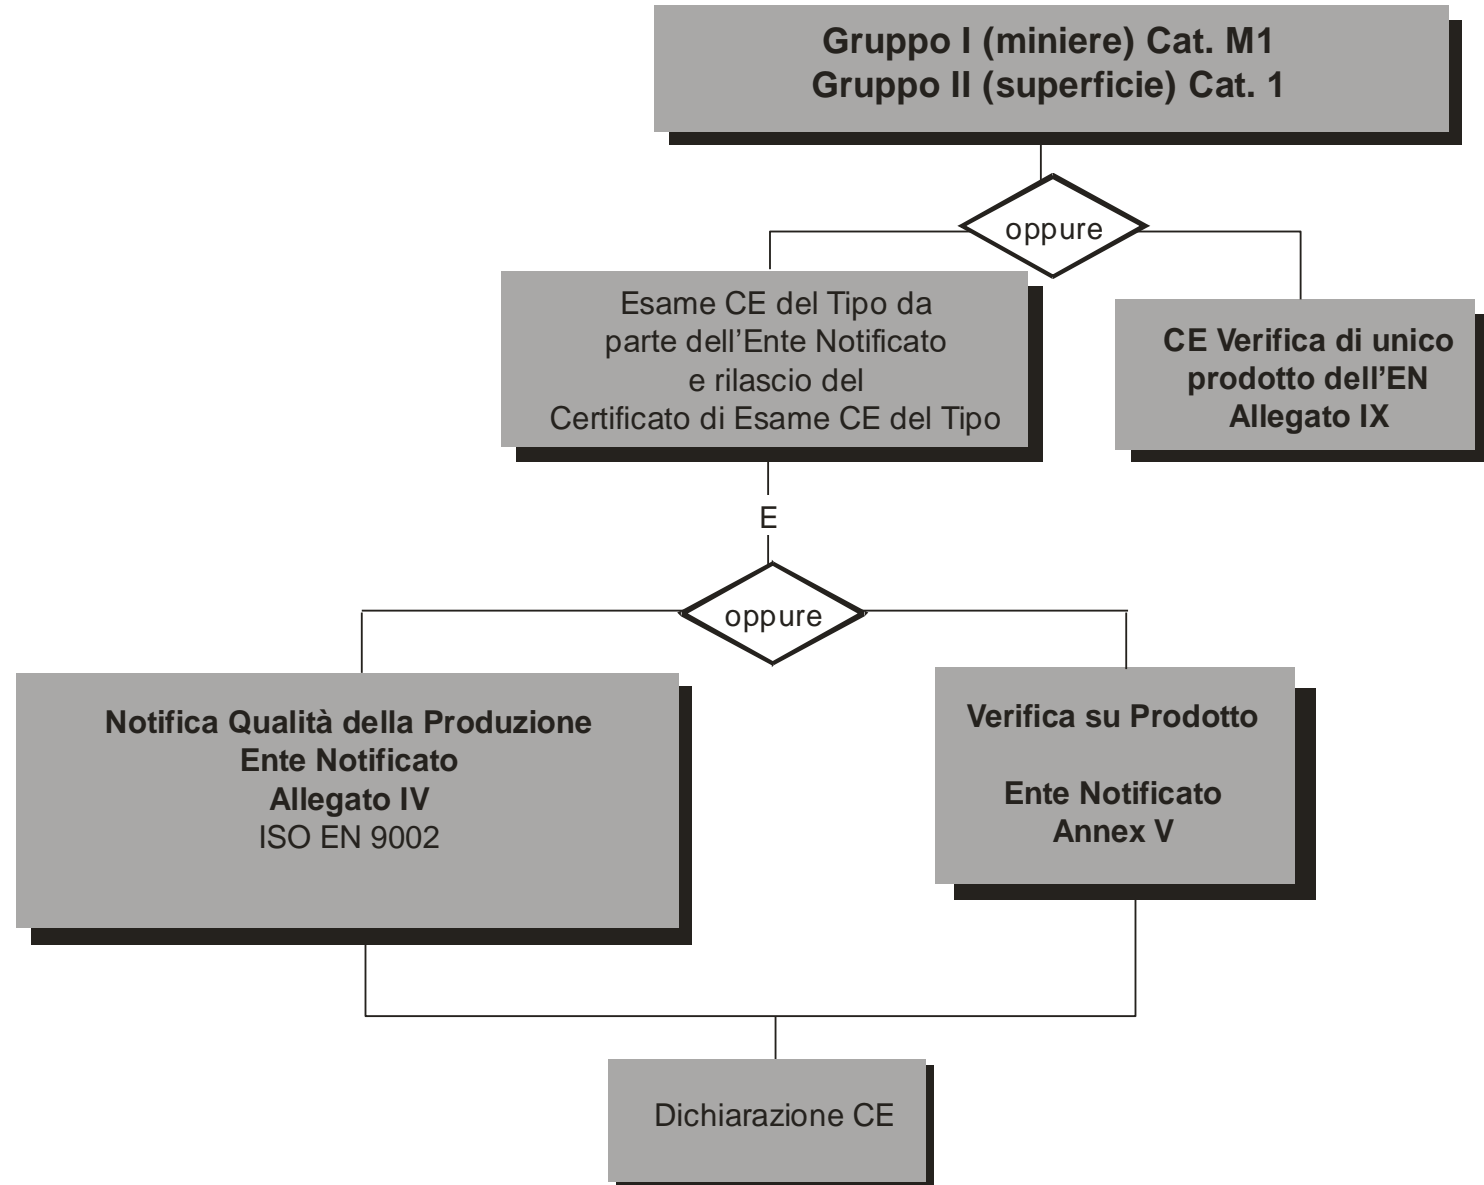 Gruppo I (miniere) Cat. M1
Gruppo II (superficie) Cat. 1
oppure
Esame CE del Tipo da
parte dell’Ente Notificato
e rilascio del
Certificato di Esame CE del Tipo
CE Verifica di unico
prodotto dell’EN
Allegato IX
E
oppure
Notifica Qualità della Produzione
Ente Notificato
Allegato IV
ISO EN 9002
Verifica su Prodotto
Ente Notificato
Annex V
Dichiarazione CE